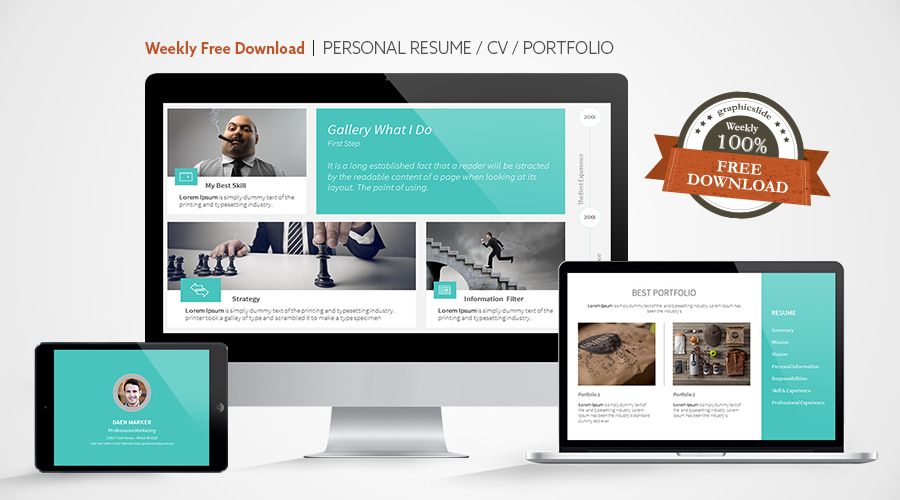 Weekly Free Download | PERSONAL RESUME / CV / PORTFOLIO
graphicslide
Weekly
100%
FREE
DOWNLOAD
Gallery What I Do
First Step
It is a long established fact that a reader will be istracted
by the readable content of a page when looking at its
layout. The point of using.
My Best Skill
Lorem Ipsum is simply dummy text of the
printing and typesetting industry.
20XX
The Best Experience
20XX
Strategy
Lorem Ipsum is simply dummy text of the printing and typesetting industry.
printer took a galley of type and scrambled it to make a type specimen
Information Filter
Lorem Ipsum is simply dummy text of the
printing and typesetting industry.
BEST PORTFOLIO
Lorem Ipsum is simply dummy text of the and typesetting industry. Lorem Ipsum has
been the industry's
Portfolio 1
Lorem Ipsum is simply dummy text of
the and typesetting industry. Lorem
Ipsum has been the industry's standard
dummy text ever
Portfolio 2
Lorem Ipsum is simply dummy text of
the and typesetting industry. Lorem
Ipsum has been the industry's
RESUME
Summary
Mission
Vission
Personal Information
Responsibilities
Skill & Experience
Professional Experience
DAEN MARKER
Professional Marketing